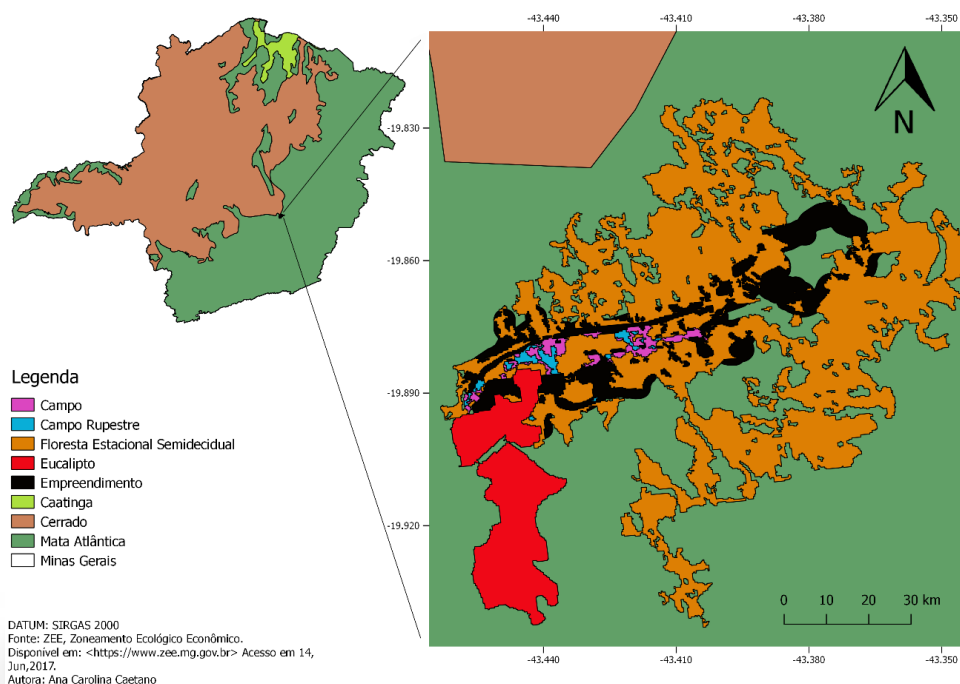 -43.440 -43.410 -43.380 -43.350
N
-19.830
-19.860
-19.890
-19.920
Legenda
Campo
Campo Rupestre
Floresta Estacional Semidecidual
Eucalipto
Empreendimento
Caatinga
Cerrado
Mata Atlântica
Minas Gerais
0 10 20 30 km
-43.440 -43.410 -43.380 -43.350
DATUM: SIRGAS 2000
Fonte: ZEE, Zoneamento Ecológico Econômico.
Disponível em: <https://www.zee.mg.gov.br> Acesso em 14,
Jun,2017.
Autora: Ana Carolina Caetano